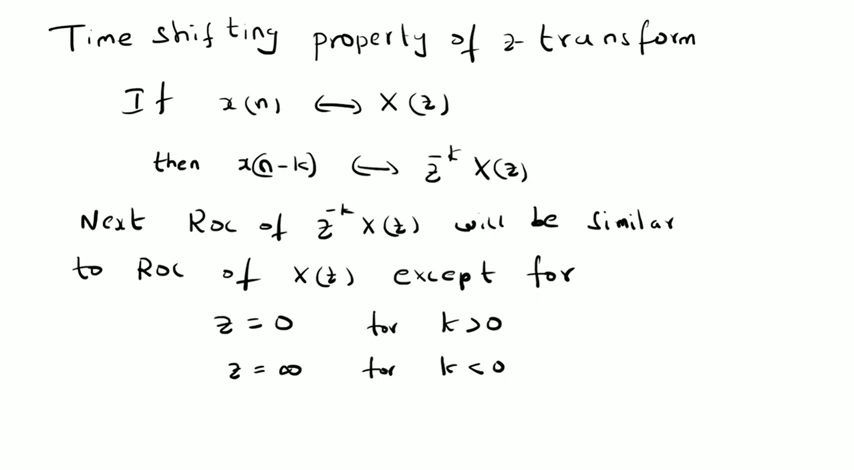 Time shifting property of z-transform
If x(n) ↔ X(z)
then x(n-k) ↔ z^-k X(z)
Next ROC of z^-k X(z) will be similar
to ROC of X(z) except for
z = 0 for k>0
z = ∞ for k<0